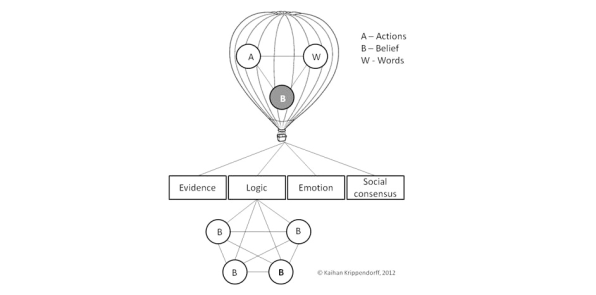 A – Actions
B – Belief
W - Words
A
W
B
Evidence
Logic
Emotion
Social
consensus
B
B
B
B
© Kaihan Krippendorff, 2012